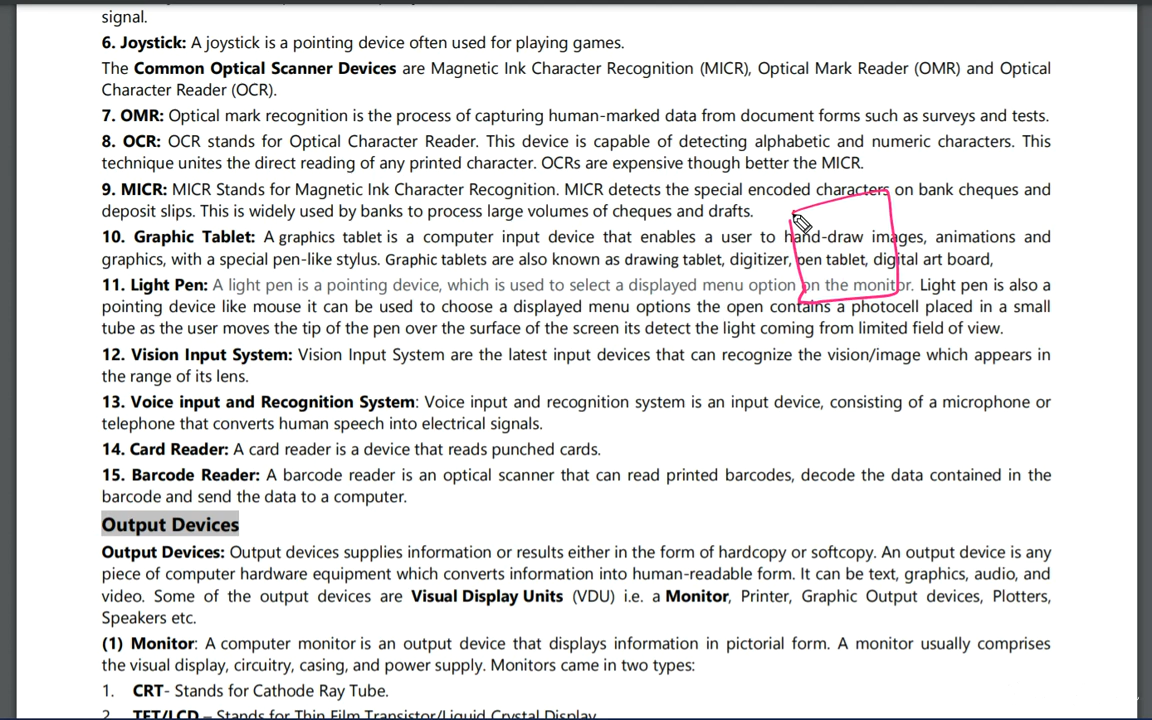 signal.
6. Joystick: A joystick is a pointing device often used for playing games.
The Common Optical Scanner Devices are Magnetic Ink Character Recognition (MICR), Optical Mark Reader (OMR) and Optical
Character Reader (OCR).
7. OMR: Optical mark recognition is the process of capturing human-marked data from document forms such as surveys and tests.
8. OCR: OCR stands for Optical Character Reader. This device is capable of detecting alphabetic and numeric characters. This
technique unites the direct reading of any printed character. OCRs are expensive though better the MICR.
9. MICR: MICR Stands for Magnetic Ink Character Recognition. MICR detects the special encoded characters on bank cheques and
deposit slips. This is widely used by banks to process large volumes of cheques and drafts.
10. Graphic Tablet: A graphics tablet is a computer input device that enables a user to hand-draw images, animations and
graphics, with a special pen-like stylus. Graphic tablets are also known as drawing tablet, digitizer, pen tablet, digital art board,
11. Light Pen: A light pen is a pointing device, which is used to select a displayed menu option on the monitor. Light pen is also a
pointing device like mouse it can be used to choose a displayed menu options the open contains a photocell placed in a small
tube as the user moves the tip of the pen over the surface of the screen its detect the light coming from limited field of view.
12. Vision Input System: Vision Input System are the latest input devices that can recognize the vision/image which appears in
the range of its lens.
13. Voice input and Recognition System: Voice input and recognition system is an input device, consisting of a microphone or
telephone that converts human speech into electrical signals.
14. Card Reader: A card reader is a device that reads punched cards.
15. Barcode Reader: A barcode reader is an optical scanner that can read printed barcodes, decode the data contained in the
barcode and send the data to a computer.
Output Devices
Output Devices: Output devices supplies information or results either in the form of hardcopy or softcopy. An output device is any
piece of computer hardware equipment which converts information into human-readable form. It can be text, graphics, audio, and
video. Some of the output devices are Visual Display Units (VDU) i.e. a Monitor, Printer, Graphic Output devices, Plotters,
Speakers etc.
(1) Monitor: A computer monitor is an output device that displays information in pictorial form. A monitor usually comprises
the visual display, circuitry, casing, and power supply. Monitors came in two types:
1. CRT- Stands for Cathode Ray Tube.
2. TFT/LCD – Stands for Thin Film Transistor/Liquid Crystal Display